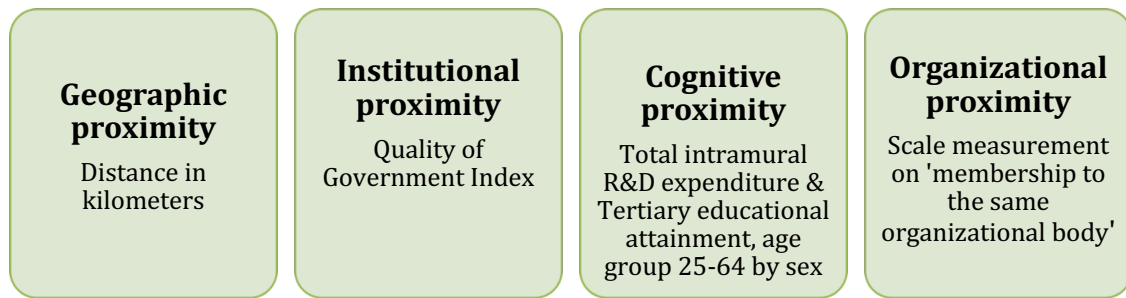 Geographic
proximity
Distance in
kilometers
Institutional
proximity
Quality of
Government Index
Cognitive
proximity
Total intramural
R&D expenditure &
Tertiary educational
attainment, age
group 25-64 by sex
Organizational
proximity
Scale measurement
on 'membership to
the same
organizational body'